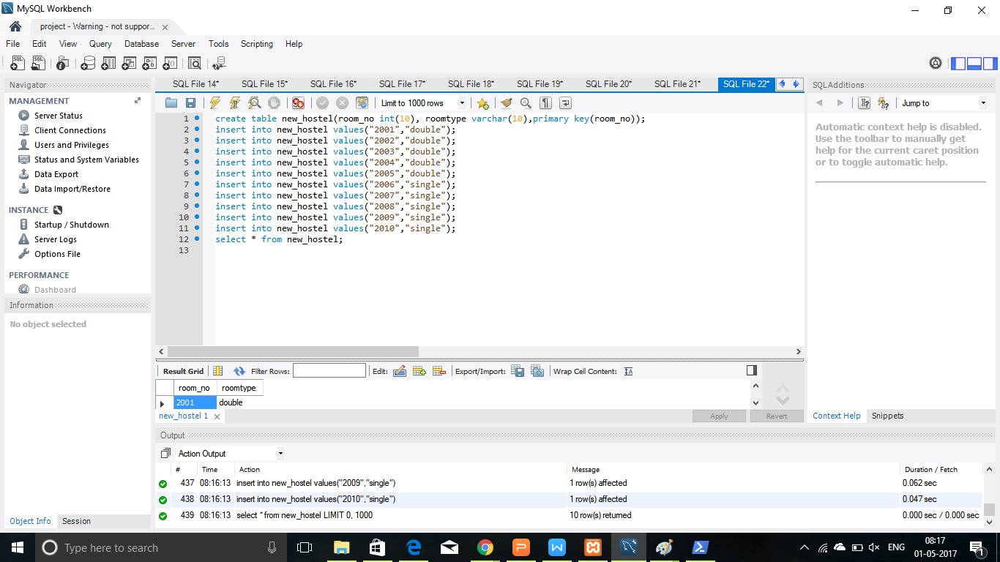 MySQL Workbench
project - Warning - not suppor...
File Edit View Query Database Server Tools Scripting Help
Navigator
MANAGEMENT
Server Status
Client Connections
Users and Privileges
Status and System Variables
Data Export
Data Import/Restore
INSTANCE
Startup / Shutdown
Server Logs
Options File
PERFORMANCE
Dashboard
Information
No object selected
Object Info Session
SQL File 14* SQL File 15* SQL File 16* SQL File 17* SQL File 18* SQL File 19* SQL File 20* SQL File 21* SQL File 22*
Limit to 1000 rows
1 create table new_hostel(room_no int(10), roomtype varchar(10),primary key(room_no));
2 insert into new_hostel values("2001","double");
3 insert into new_hostel values("2002","double");
4 insert into new_hostel values("2003","double");
5 insert into new_hostel values("2004","double");
6 insert into new_hostel values("2005","double");
7 insert into new_hostel values("2006","single");
8 insert into new_hostel values("2007","single");
9 insert into new_hostel values("2008","single");
10 insert into new_hostel values("2009","single");
11 insert into new_hostel values("2010","single");
12 select * from new_hostel;
13
Result Grid Filter Rows: Edit: Export/Import: Wrap Cell Content:
room_no roomtype
2001 double
new_hostel 1 Apply Revert
SQLAdditions
Jump to
Automatic context help is disabled.
Use the toolbar to manually get
help for the current caret position
or to toggle automatic help.
Context Help Snippets
Output
Action Output
# Time Action Message Duration / Fetch
437 08:16:13 insert into new_hostel values("2009","single") 1 row(s) affected 0.062 sec
438 08:16:13 insert into new_hostel values("2010","single") 1 row(s) affected 0.047 sec
439 08:16:13 select * from new_hostel LIMIT 0, 1000 10 row(s) returned 0.000 sec / 0.000 sec
Type here to search
ENG
08:17
01-05-2017
1